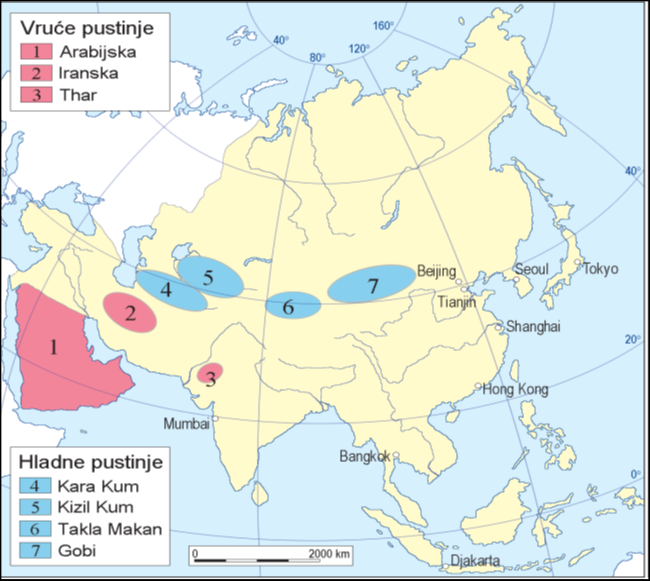 Vruće pustinje
1 Arabijska
2 Iranska
3 Thar
40°
80°
120°
160°
40°
20°
0°
1
2
3
4
5
6
7
Beijing
Tianjin
Seoul
Tokyo
Shanghai
Hong Kong
Mumbai
Bangkok
Djakarta
Hladne pustinje
4 Kara Kum
5 Kizil Kum
6 Takla Makan
7 Gobi
0 2000 km